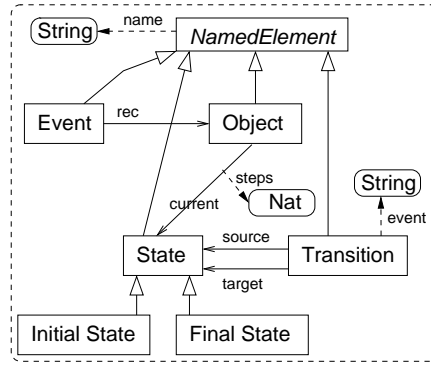 name
String
NamedElement
Event
rec
Object
steps
String
current
Nat
event
State
source
Transition
target
Initial State
Final State